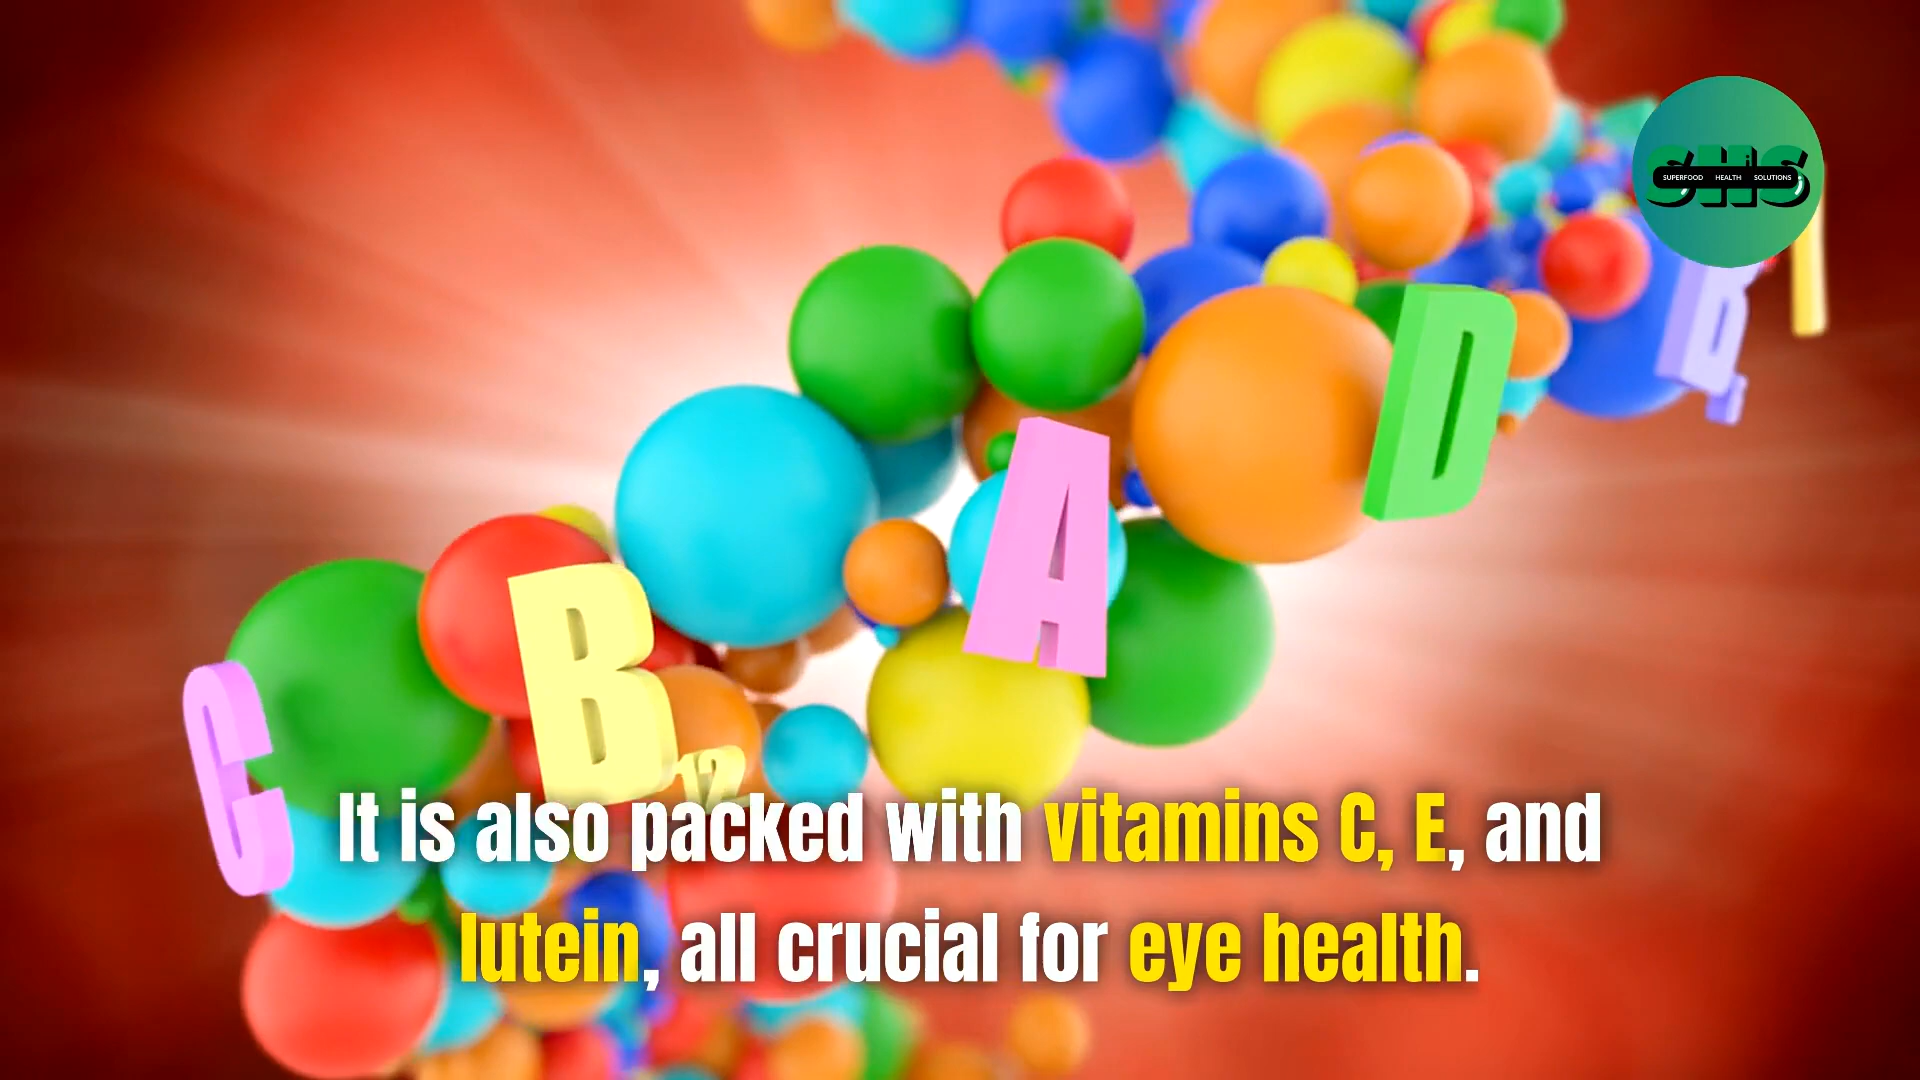 SHS
SUPERFOOD HEALTH SOLUTIONS
D
A
B12
C
It is also packed with vitamins C, E, and
lutein, all crucial for eye health.